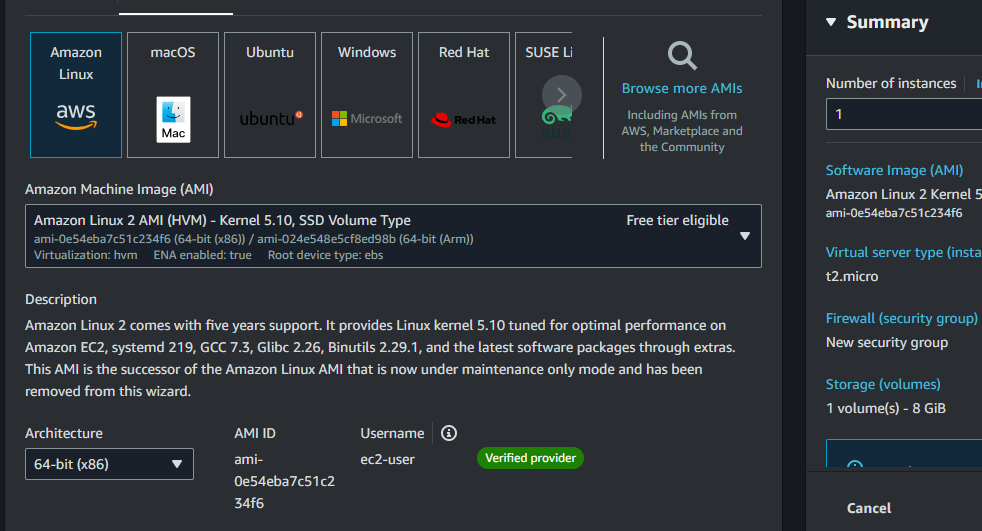 Amazon
Linux
aws
macOS
Mac
Ubuntu
ubuntu
Windows
Microsoft
Red Hat
Red Hat
SUSE Li
SUS
Browse more AMIs
Including AMIs from
AWS, Marketplace and
the Community
Amazon Machine Image (AMI)
Amazon Linux 2 AMI (HVM) - Kernel 5.10, SSD Volume Type
Free tier eligible
ami-0e54eba7c51c234f6 (64-bit (x86)) / ami-024e548e5cf8ed98b (64-bit (Arm))
Virtualization: hvm ENA enabled: true Root device type: ebs
Description
Amazon Linux 2 comes with five years support. It provides Linux kernel 5.10 tuned for optimal performance on
Amazon EC2, systemd 219, GCC 7.3, Glibc 2.26, Binutils 2.29.1, and the latest software packages through extras.
This AMI is the successor of the Amazon Linux AMI that is now under maintenance only mode and has been
removed from this wizard.
Architecture
64-bit (x86)
AMI ID
ami-
0e54eba7c51c2
34f6
Username
ec2-user
Verified provider
Summary
Number of instances
1
Software Image (AMI)
Amazon Linux 2 Kernel 5
ami-0e54eba7c51c234f6
Virtual server type (insta
t2.micro
Firewall (security group)
New security group
Storage (volumes)
1 volume(s) - 8 GiB
Cancel